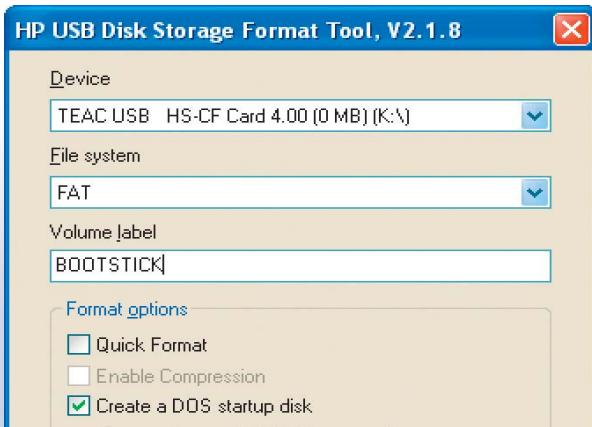 HP USB Disk Storage Format Tool, V2.1.8
Device
TEAC USB   HS-CF Card 4.00 (0 MB) (K:\)
File system
FAT
Volume label
BOOTSTICK
Format options
Quick Format
Enable Compression
Create a DOS startup disk